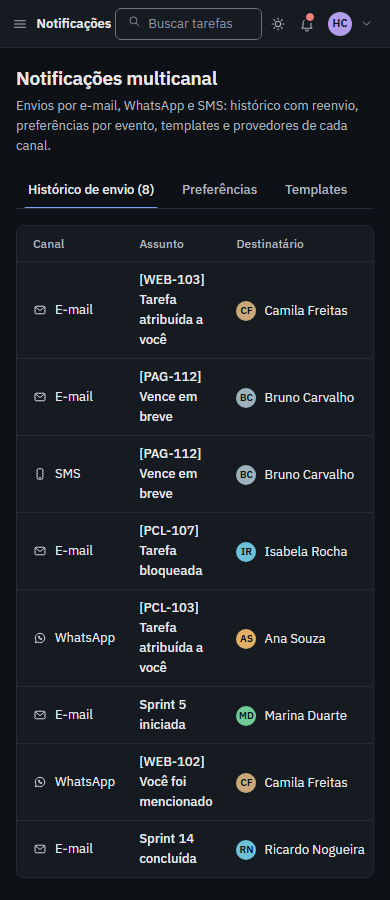 Notificações
Buscar tarefas
HC
Notificações multicanal
Envios por e-mail, WhatsApp e SMS: histórico com reenvio,
preferências por evento, templates e provedores de cada
canal.
Histórico de envio (8)
Preferências
Templates
Canal
Assunto
Destinatário
E-mail
[WEB-103]
Tarefa
atribuída a
você
CF
Camila Freitas
E-mail
[PAG-112]
Vence em
breve
BC
Bruno Carvalho
SMS
[PAG-112]
Vence em
breve
BC
Bruno Carvalho
E-mail
[PCL-107]
Tarefa
bloqueada
IR
Isabela Rocha
WhatsApp
[PCL-103]
Tarefa
atribuída a
você
AS
Ana Souza
E-mail
Sprint 5
iniciada
MD
Marina Duarte
WhatsApp
[WEB-102]
Você foi
mencionado
CF
Camila Freitas
E-mail
Sprint 14
concluída
RN
Ricardo Nogueira